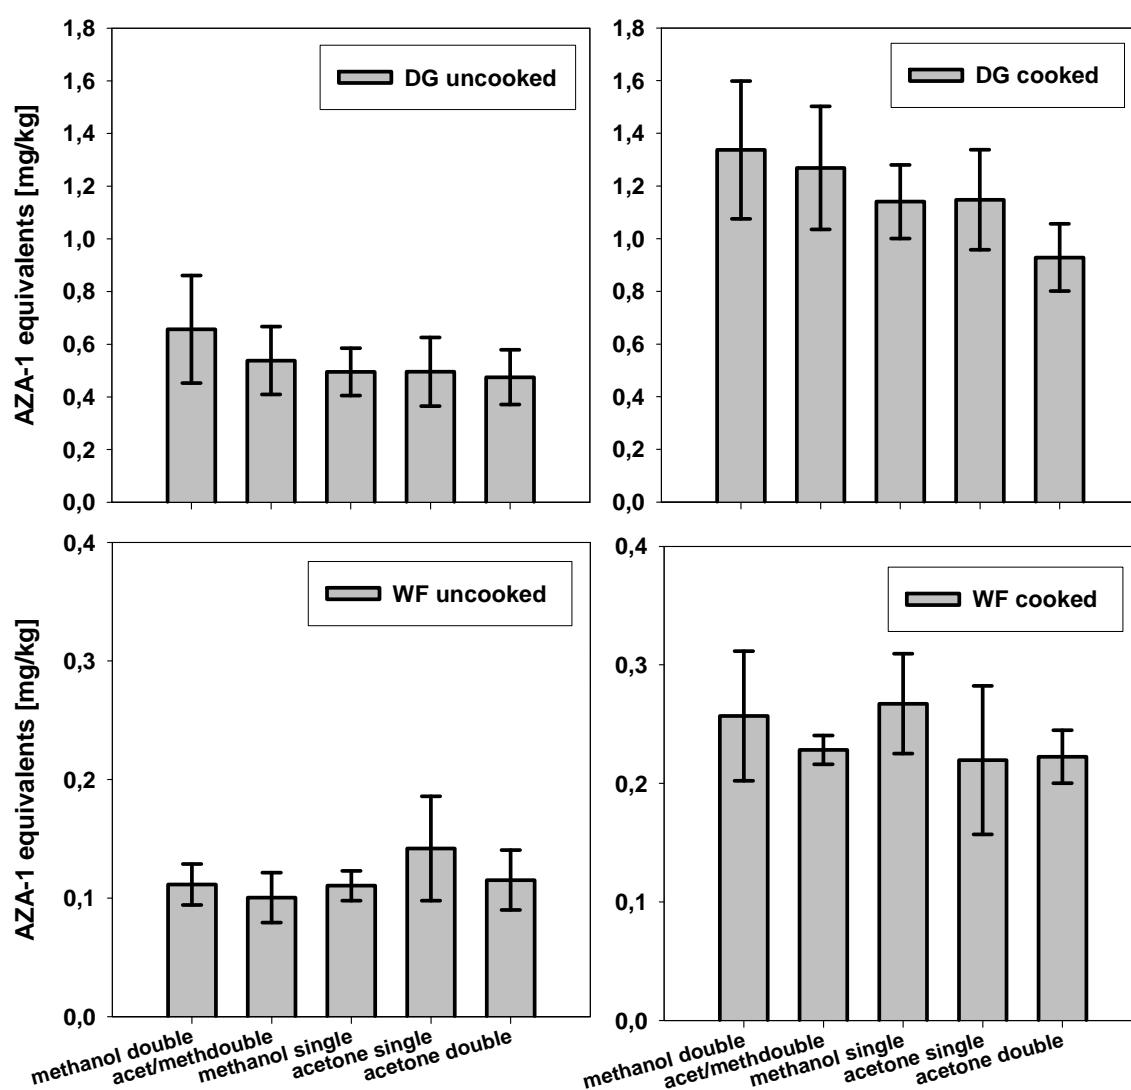 AZA-1 equivalents [mg/kg]
1,8
1,6
1,4
1,2
1,0
0,8
0,6
0,4
0,2
0,0
DG uncooked
1,8
1,6
1,4
1,2
1,0
0,8
0,6
0,4
0,2
0,0
DG cooked
AZA-1 equivalents [mg/kg]
0,4
0,3
0,2
0,1
0,0
WF uncooked
methanol double
acet/methdouble
methanol single
acetone single
acetone double
0,4
0,3
0,2
0,1
0,0
WF cooked
methanol double
acet/methdouble
methanol single
acetone single
acetone double